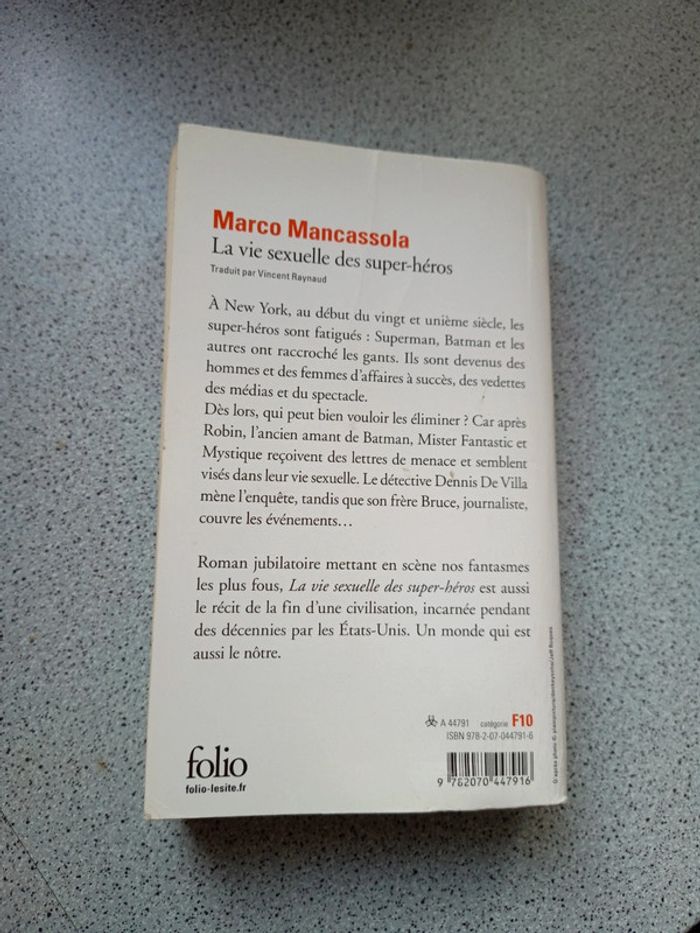 Marco Mancassola
La vie sexuelle des super-héros
Traduit par Vincent Raynaud
À New York, au début du vingt et unième siècle, les
super-héros sont fatigués : Superman, Batman et les
autres ont raccroché les gants. Ils sont devenus des
hommes et des femmes d'affaires à succès, des vedettes
des médias et du spectacle.
Dès lors, qui peut bien vouloir les éliminer ? Car après
Robin, l'ancien amant de Batman, Mister Fantastic et
Mystique reçoivent des lettres de menace et semblent
visés dans leur vie sexuelle. Le détective Dennis De Villa
mène l'enquête, tandis que son frère Bruce, journaliste,
couvre les événements…
Roman jubilatoire mettant en scène nos fantasmes
les plus fous, La vie sexuelle des super-héros est aussi
le récit de la fin d'une civilisation, incarnée pendant
des décennies par les États-Unis. Un monde qui est
aussi le nôtre.
A 44791 catégorie F10
ISBN 978-2-07-044791-6
folio
folio-lesite.fr
9 782070 447916
D'après photo ©